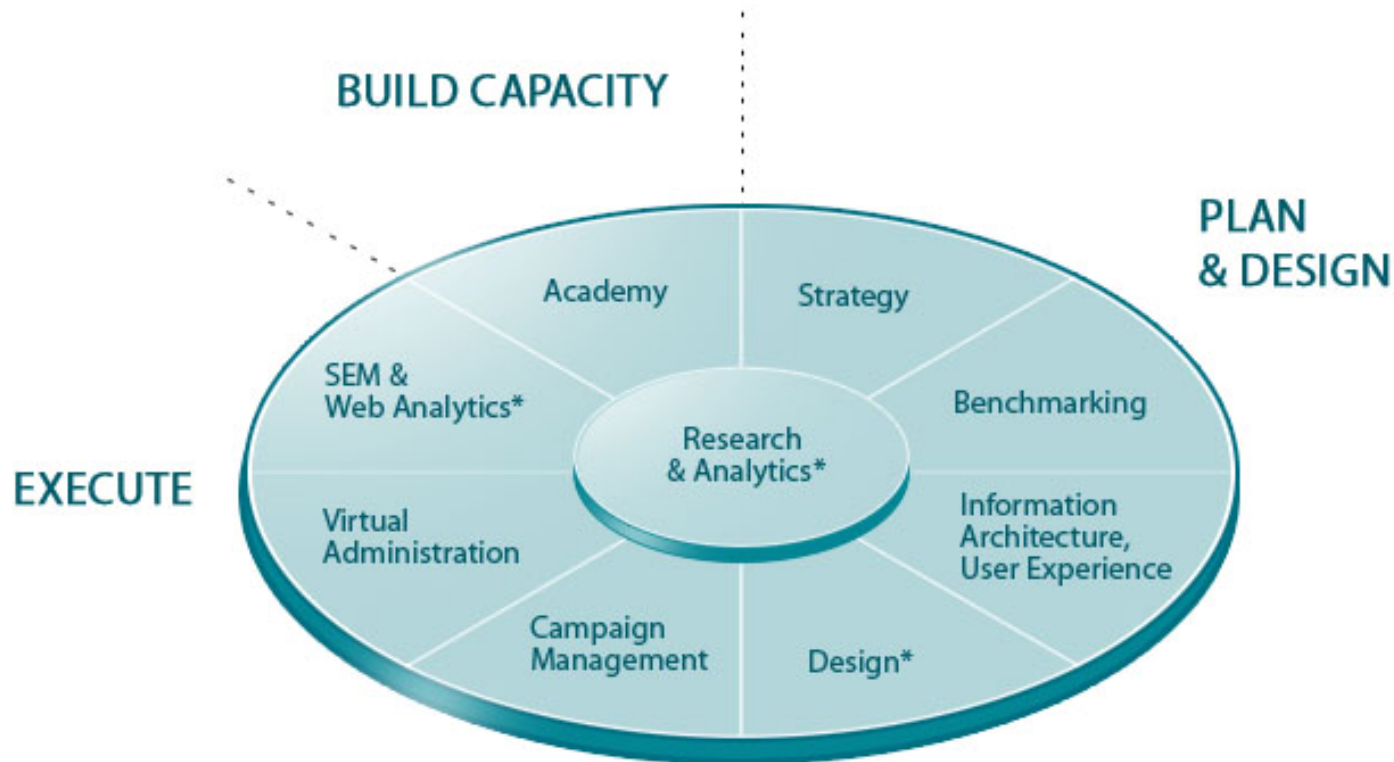 BUILD CAPACITY
PLAN
& DESIGN
EXECUTE
Academy
Strategy
SEM &
Web Analytics*
Benchmarking
Research
& Analytics*
Virtual
Administration
Information
Architecture,
User Experience
Campaign
Management
Design*